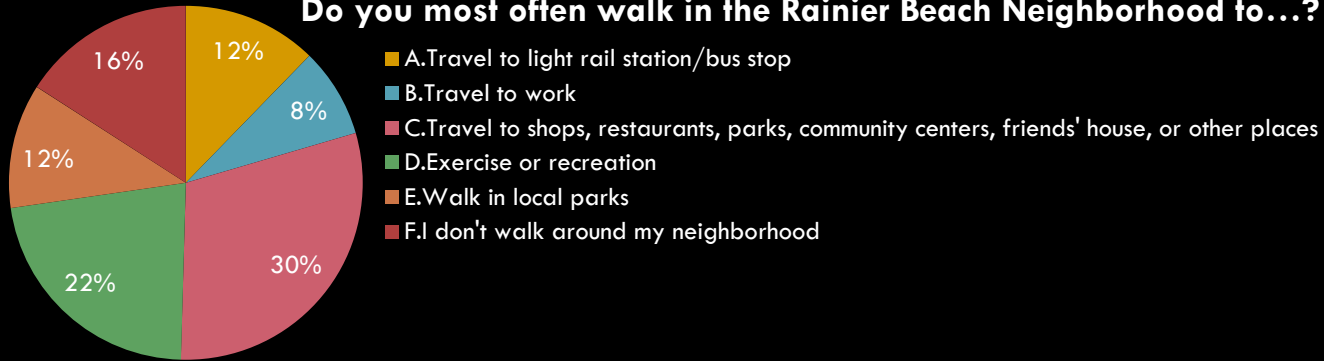 Do you most often walk in the Rainier Beach Neighborhood to…?
A.Travel to light rail station/bus stop
B.Travel to work
C.Travel to shops, restaurants, parks, community centers, friends' house, or other places
D.Exercise or recreation
E.Walk in local parks
F.I don't walk around my neighborhood
12%
8%
30%
22%
12%
16%